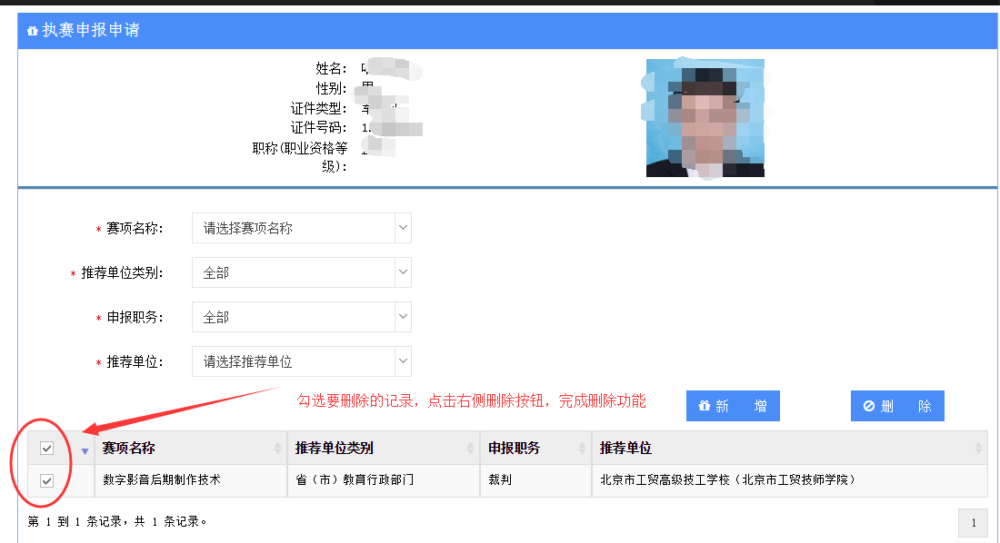 执赛申报申请
姓名:
性别:
证件类型:
证件号码:
职称(职业资格等
级):
* 赛项名称: 请选择赛项名称
* 推荐单位类别: 全部
* 申报职务: 全部
* 推荐单位: 请选择推荐单位
勾选要删除的记录，点击右侧删除按钮，完成删除功能
新 增 删 除
赛项名称 推荐单位类别 申报职务 推荐单位
数字影音后期制作技术 省（市）教育行政部门 裁判 北京市工贸高级技工学校（北京市工贸技师学院）
第 1 到 1 条记录，共 1 条记录。 1